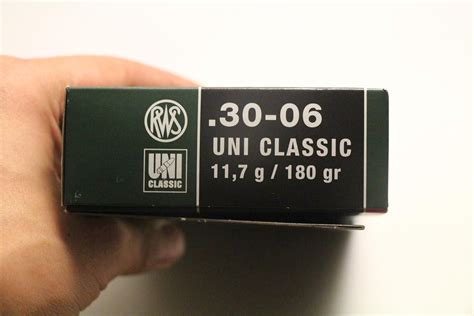 RWS
.30-06
UNI CLASSIC
UNI
CLASSIC
11,7 g / 180 gr